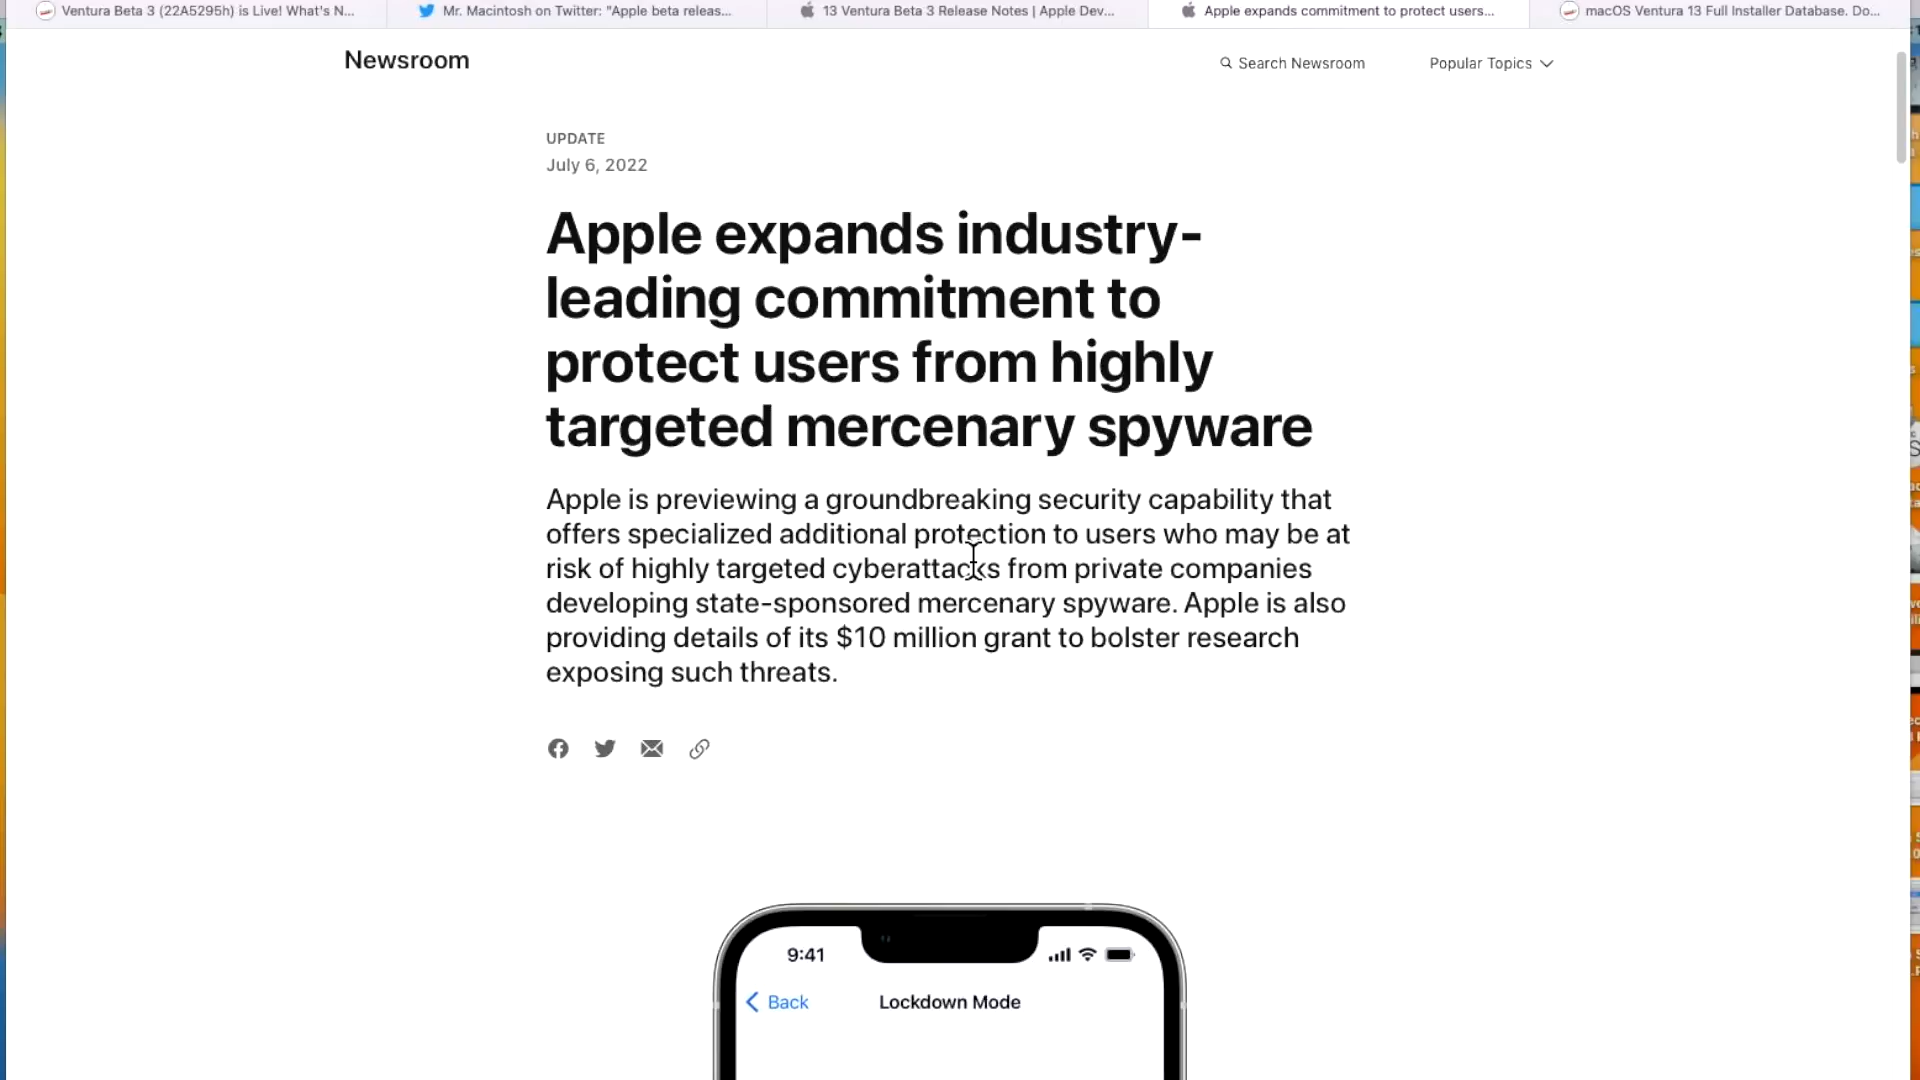 Ventura Beta 3 (22A5295h) is Live! What's N...
Mr. Macintosh on Twitter: "Apple beta releas...
13 Ventura Beta 3 Release Notes | Apple Dev...
Apple expands commitment to protect users...
macOS Ventura 13 Full Installer Database. Do...
Newsroom
Search Newsroom
Popular Topics
UPDATE
July 6, 2022
Apple expands industry-
leading commitment to
protect users from highly
targeted mercenary spyware
Apple is previewing a groundbreaking security capability that
offers specialized additional protection to users who may be at
risk of highly targeted cyberattacks from private companies
developing state-sponsored mercenary spyware. Apple is also
providing details of its $10 million grant to bolster research
exposing such threats.
9:41
Back
Lockdown Mode